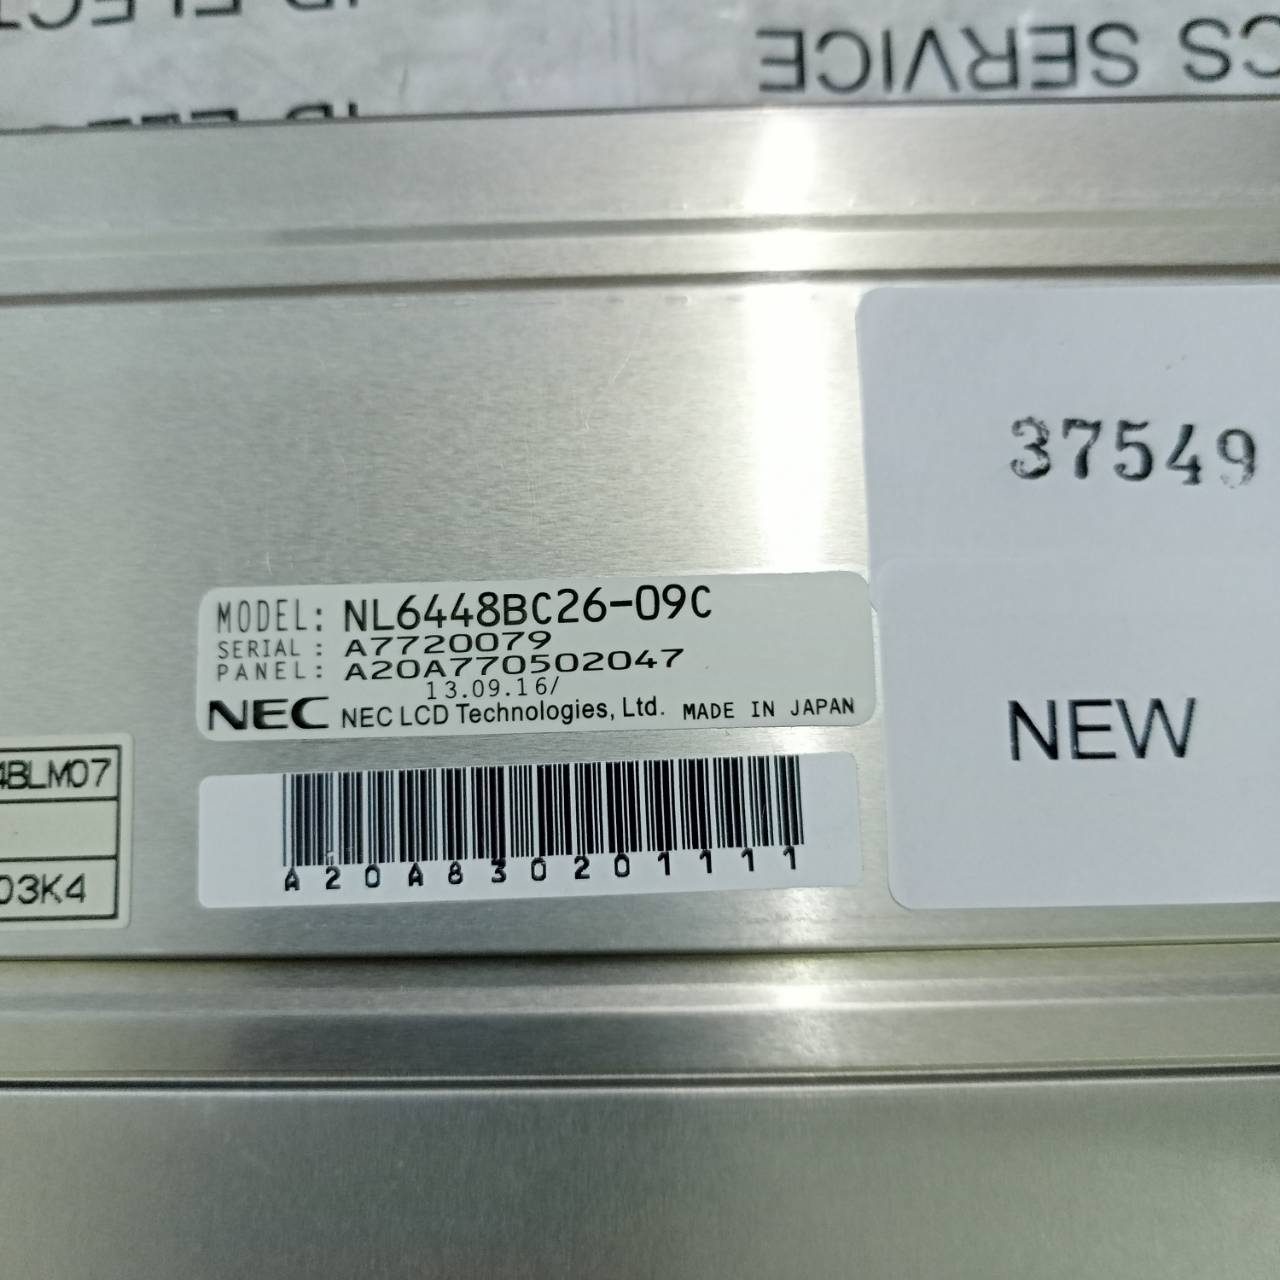 CS SERVICE
37549
MODEL: NL6448BC26-09C
SERIAL : A7720079
PANEL: A20A770502047
13.09.16/
NEC NEC LCD Technologies, Ltd. MADE IN JAPAN
NEW
4BLM07
03K4
A20A830201111